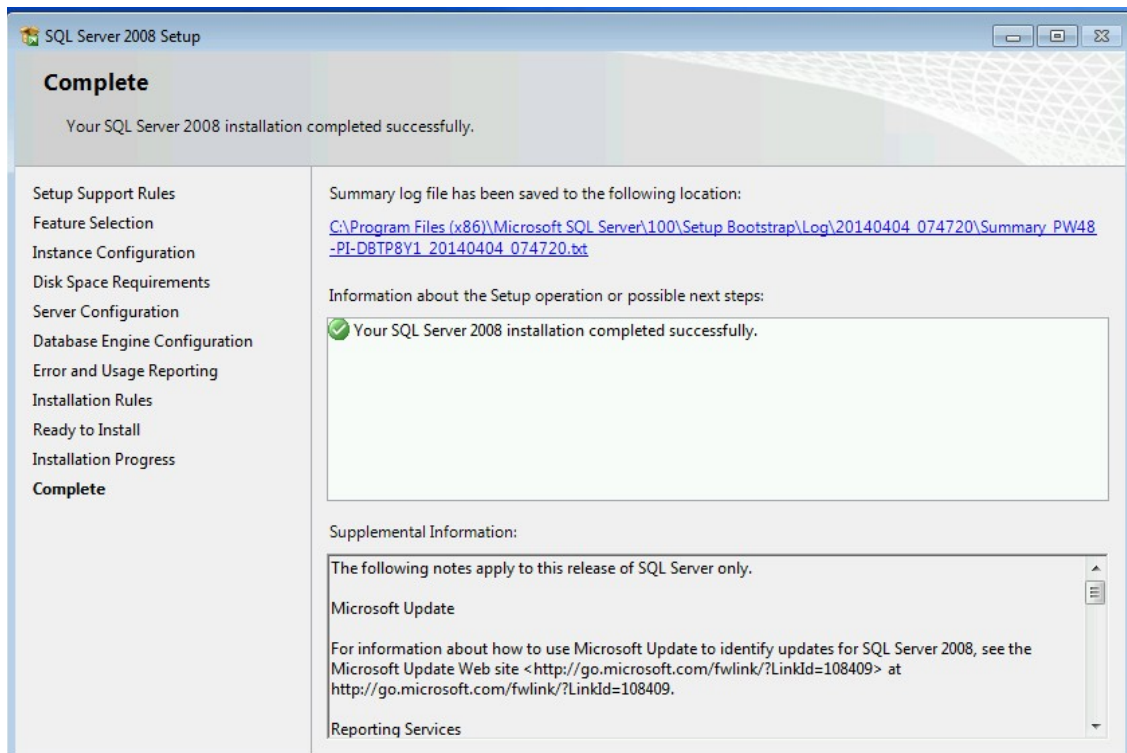 SQL Server 2008 Setup
Complete
Your SQL Server 2008 installation completed successfully.
Setup Support Rules
Feature Selection
Instance Configuration
Disk Space Requirements
Server Configuration
Database Engine Configuration
Error and Usage Reporting
Installation Rules
Ready to Install
Installation Progress
Complete
Summary log file has been saved to the following location:
C:\Program Files (x86)\Microsoft SQL Server\100\Setup Bootstrap\Log\20140404_074720\Summary_PW48
-PI-DBTP8Y1_20140404_074720.txt
Information about the Setup operation or possible next steps:
Your SQL Server 2008 installation completed successfully.
Supplemental Information:
The following notes apply to this release of SQL Server only.
Microsoft Update
For information about how to use Microsoft Update to identify updates for SQL Server 2008, see the
Microsoft Update Web site <http://go.microsoft.com/fwlink/?LinkId=108409> at
http://go.microsoft.com/fwlink/?LinkId=108409.
Reporting Services